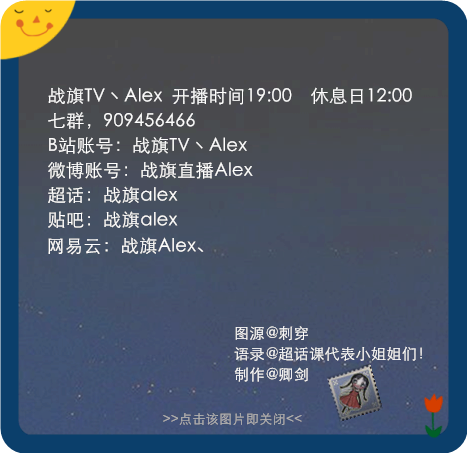 战旗TV丶Alex 开播时间19:00 休息日12:00
七群，909456466
B站账号：战旗TV丶Alex
微博账号：战旗直播Alex
超话：战旗alex
贴吧：战旗alex
网易云：战旗Alex、
图源@刺穿
语录@超话课代表小姐姐们！
制作@卿剑
>>点击该图片即关闭<<